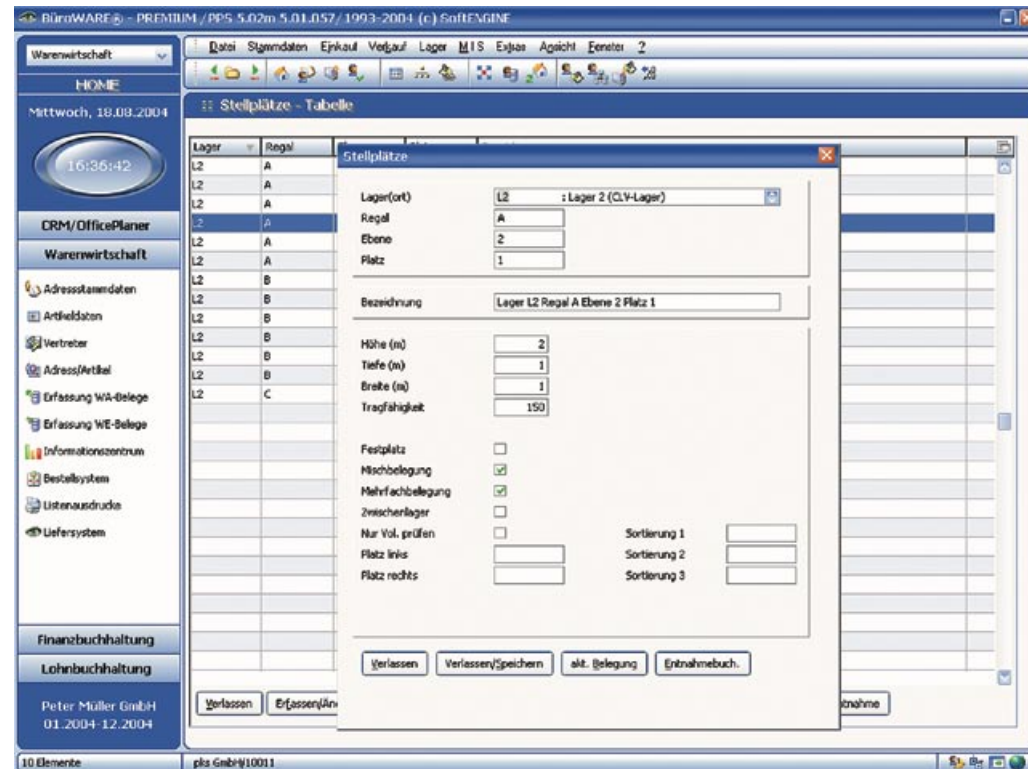 BüroWARE® - PREMIUM /PPS 5.02m 5.01.057/ 1993-2004 (c) SoftENGINE
Warenwirtschaft
HOME
Mittwoch, 18.08.2004
16:36:42
CRM/OfficePlaner
Warenwirtschaft
Adressstammdaten
Artikeldaten
Vertreter
Adress/Artikel
Erfassung WA-Belege
Erfassung WE-Belege
Informationszentrum
Bestellsystem
Listenausdrucke
Liefersystem
Finanzbuchhaltung
Lohnbuchhaltung
Peter Müller GmbH
01.2004-12.2004
Datei Stammdaten Einkauf Verkauf Lager MIS Extras Ansicht Fenster ?
Stellplätze - Tabelle
Lager Regal
L2 A
L2 A
L2 A
L2 A
L2 A
L2 A
L2 B
L2 B
L2 B
L2 B
L2 B
L2 B
L2 C
Stellplätze
Lager(ort) L2 : Lager 2 (CLV-Lager)
Regal A
Ebene 2
Platz 1
Bezeichnung Lager L2 Regal A Ebene 2 Platz 1
Höhe (m) 2
Tiefe (m) 1
Breite (m) 1
Tragfähigkeit 150
Festplatz
Mischbelegung
Mehrfachbelegung
Zwischenlager
Nur Vol. prüfen Sortierung 1
Platz links Sortierung 2
Platz rechts Sortierung 3
Verlassen Verlassen/Speichern akt. Belegung Entnahmebuch.
Verlassen Erfassen/Än tnahme
10 Elemente pks GmbH/10011